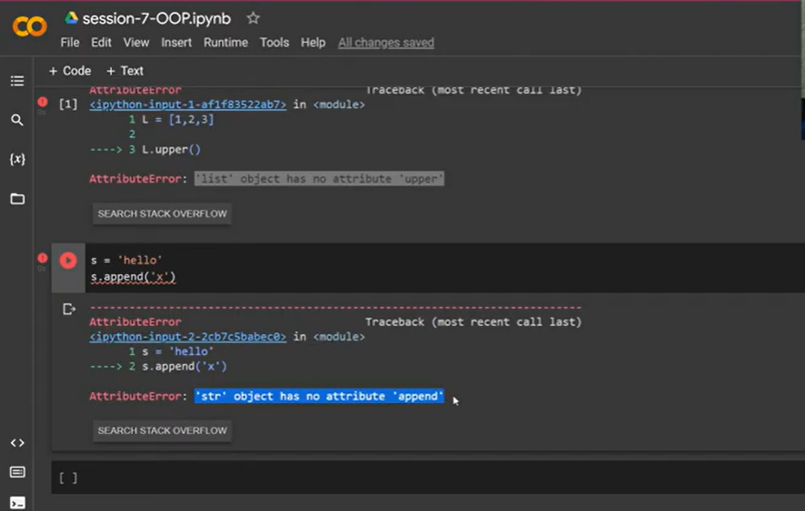 session-7-OOP.ipynb
File Edit View Insert Runtime Tools Help All changes saved
+ Code + Text
AttributeError Traceback (most recent call last)
[1] <ipython-input-1-af1f83522ab7> in <module>
1 L = [1,2,3]
2
----> 3 L.upper()
AttributeError: 'list' object has no attribute 'upper'
SEARCH STACK OVERFLOW
s = 'hello'
s.append('x')
---------------------------------------------------------------------------
AttributeError Traceback (most recent call last)
<ipython-input-2-2cb7c5babec0> in <module>
1 s = 'hello'
----> 2 s.append('x')
AttributeError: 'str' object has no attribute 'append'
SEARCH STACK OVERFLOW
[ ]